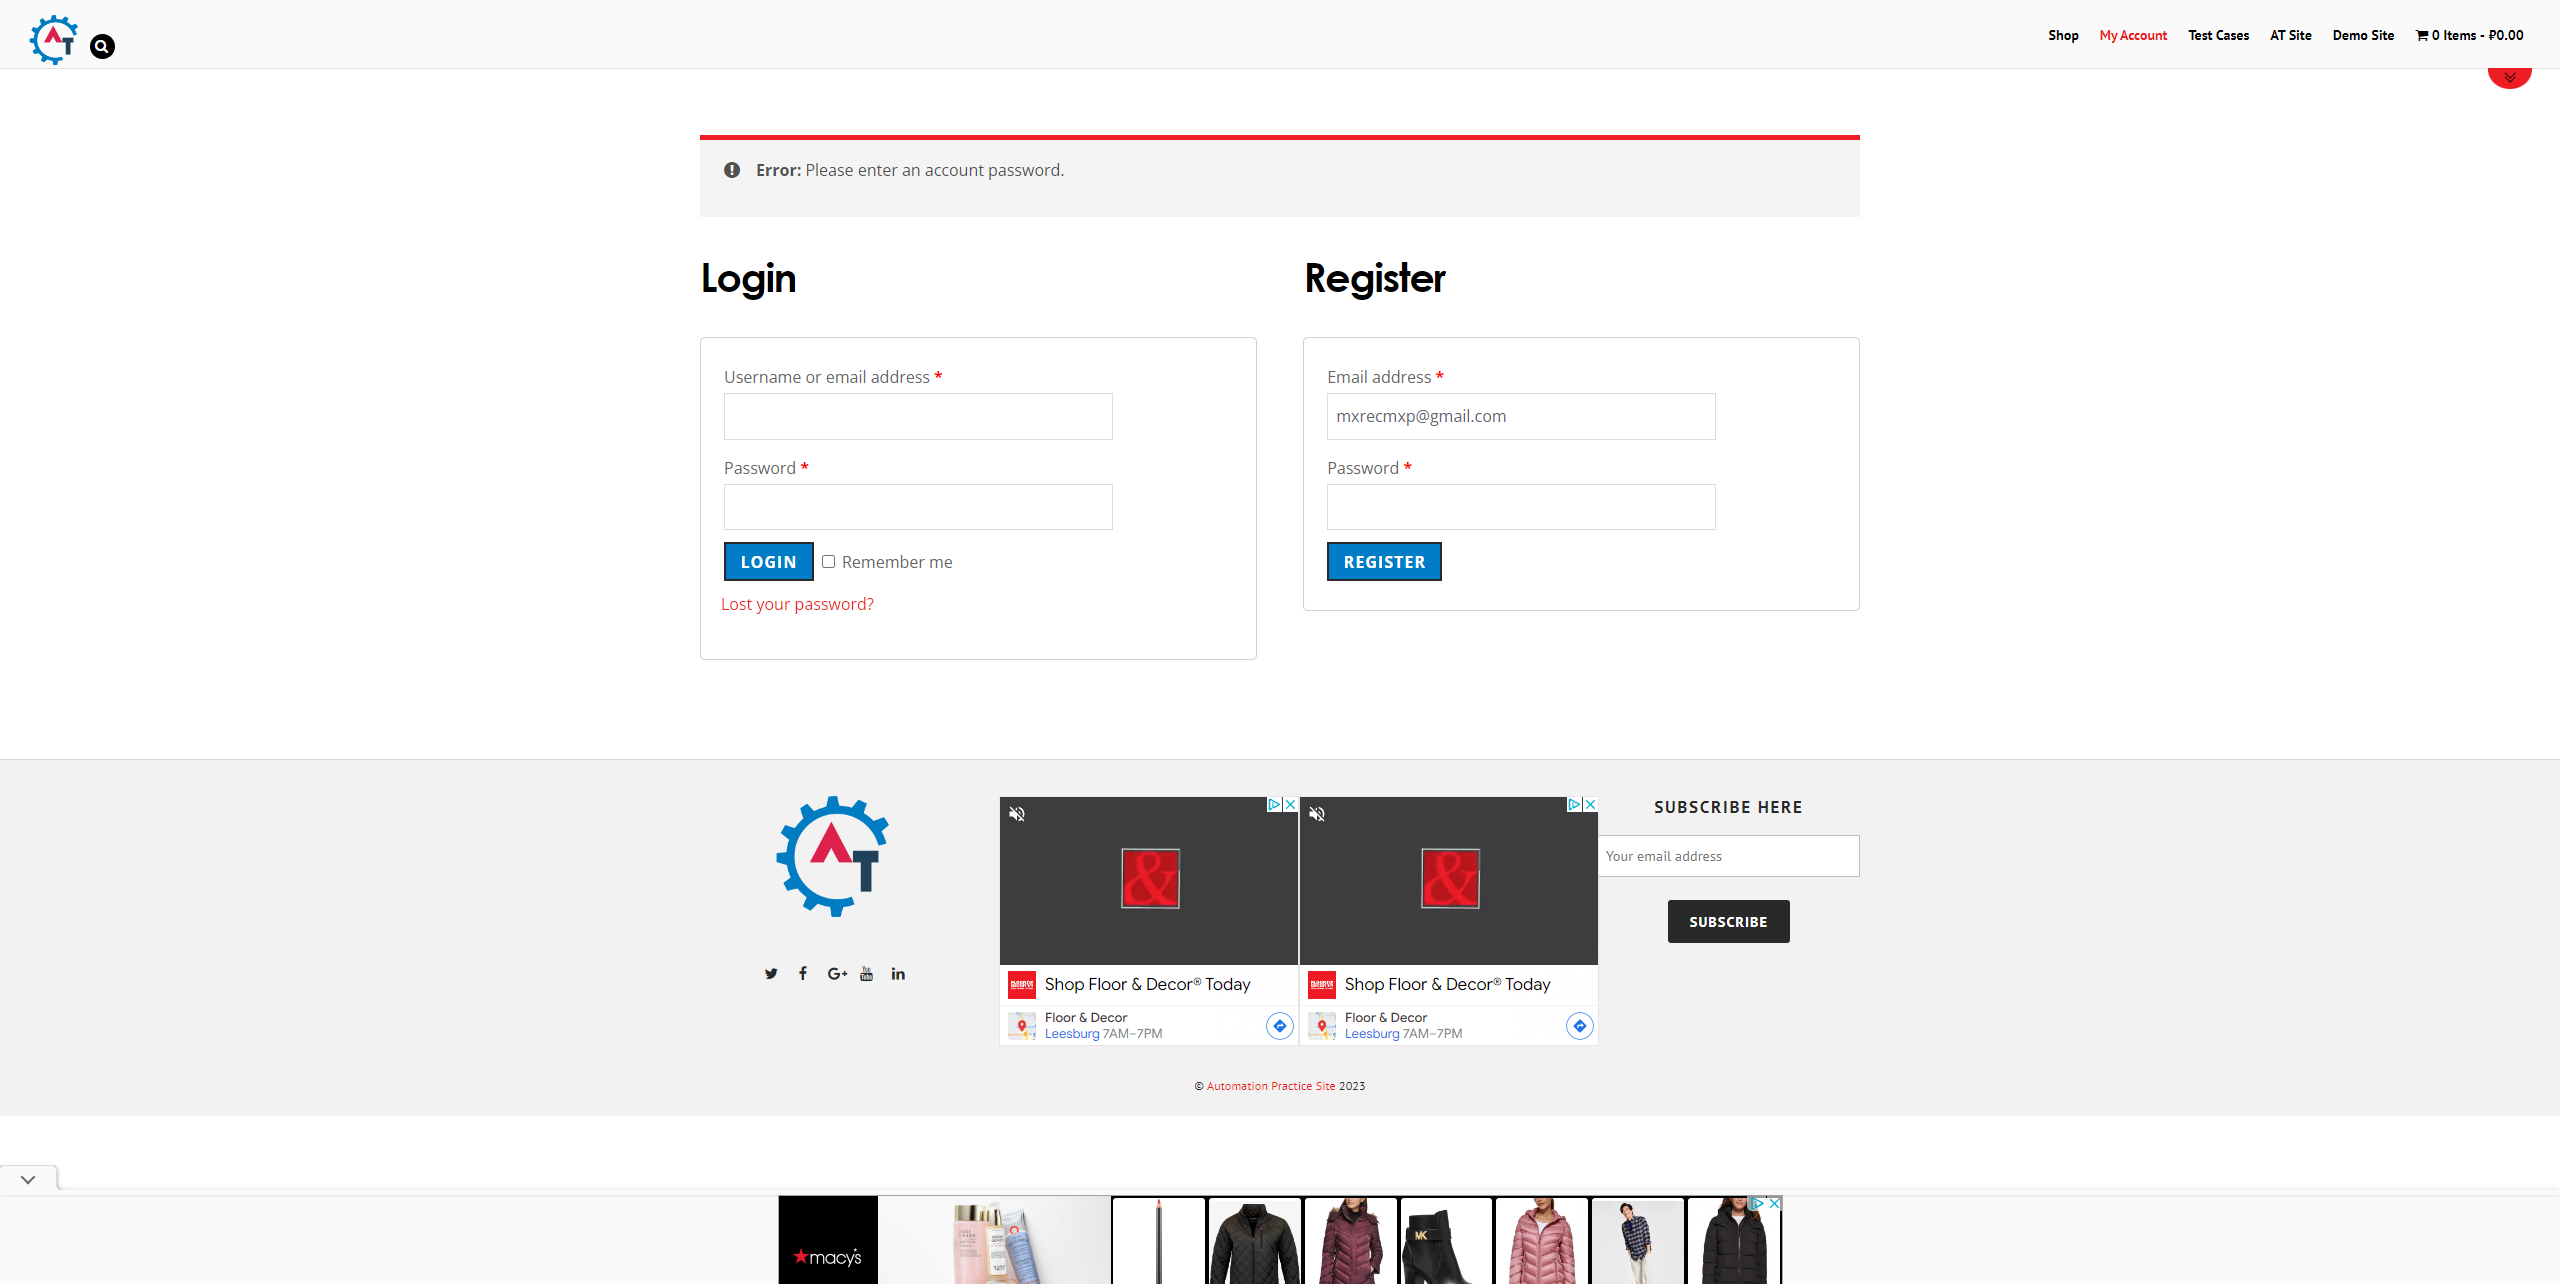 AT
Shop
My Account
Test Cases
AT Site
Demo Site
0 Items - ₽0.00
Error: Please enter an account password.
Login
Register
Username or email address *
Password *
LOGIN
Remember me
Lost your password?
Email address *
mxrecmxp@gmail.com
Password *
REGISTER
AT
&
Shop Floor & Decor® Today
Floor & Decor
Leesburg 7AM–7PM
&
Shop Floor & Decor® Today
Floor & Decor
Leesburg 7AM–7PM
SUBSCRIBE HERE
Your email address
SUBSCRIBE
© Automation Practice Site 2023
macy's
MK